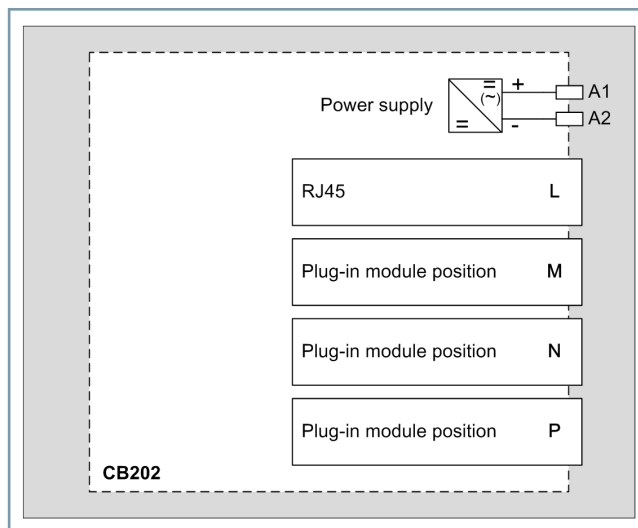 Power supply
=
(~)
=
+
-
A1
A2
RJ45 L
Plug-in module position M
Plug-in module position N
Plug-in module position P
CB202